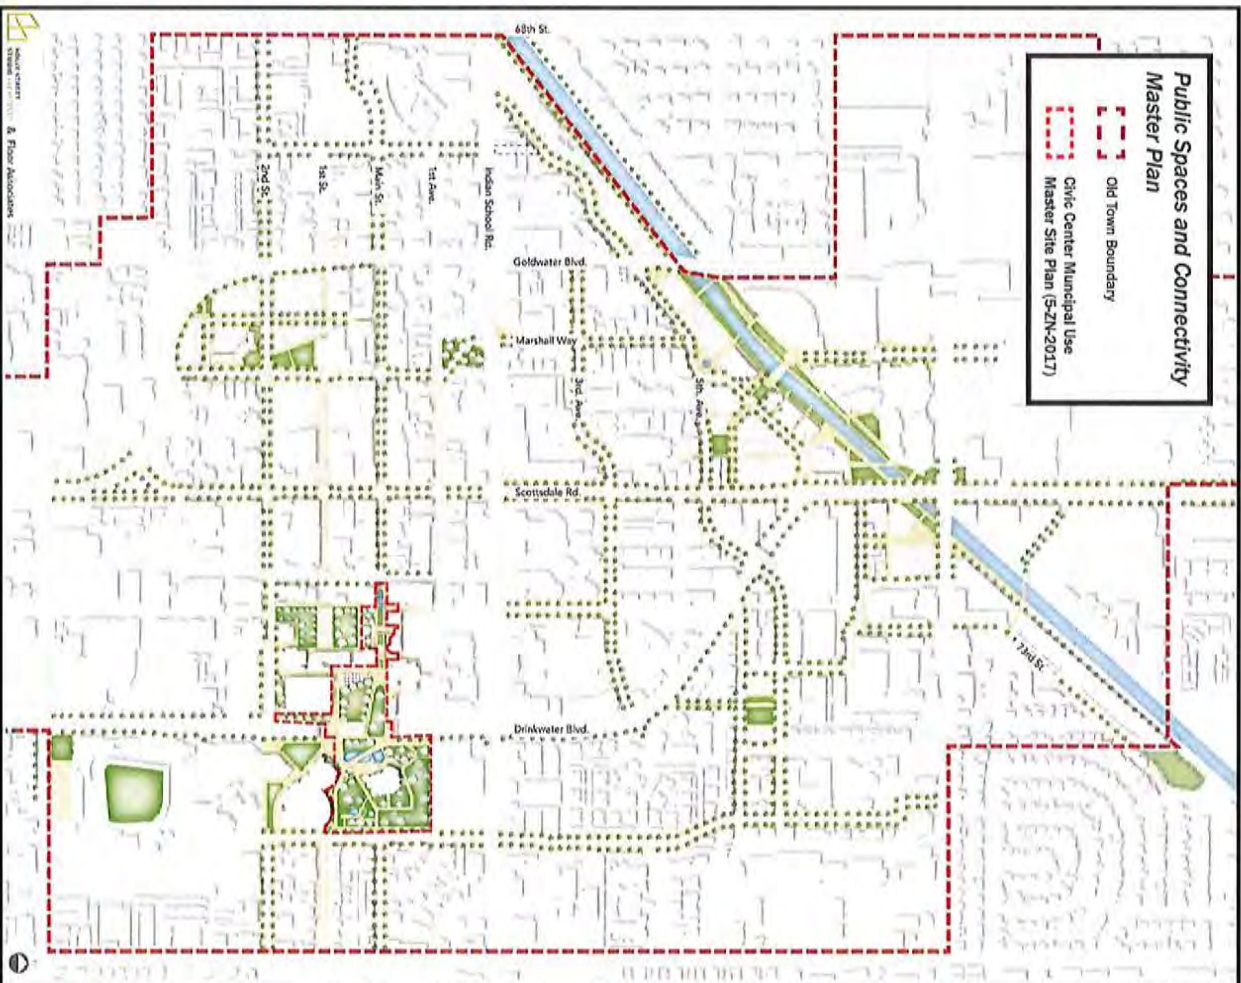 Public Spaces and Connectivity
Master Plan
Old Town Boundary
Civic Center Muncipal Use
Master Site Plan (5-ZN-2017)
68th St.
Goldwater Blvd.
Marshall Way
Scottsdale Rd.
73rd St.
Drinkwater Blvd.
5th. Ave.
3rd. Ave.
Indian School Rd.
1st Ave.
Main St.
1st St.
2nd St.
& Floor Associates